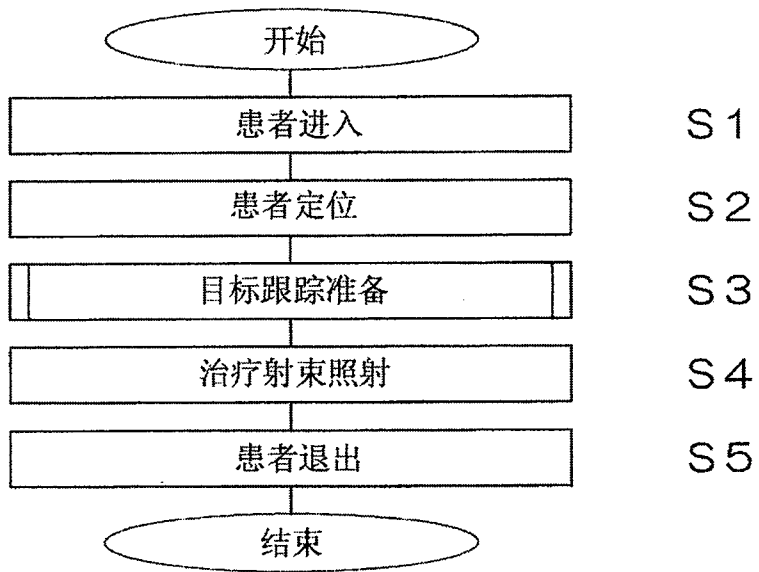 开始
患者进入 S1
患者定位 S2
目标跟踪准备 S3
治疗射束照射 S4
患者退出 S5
结束